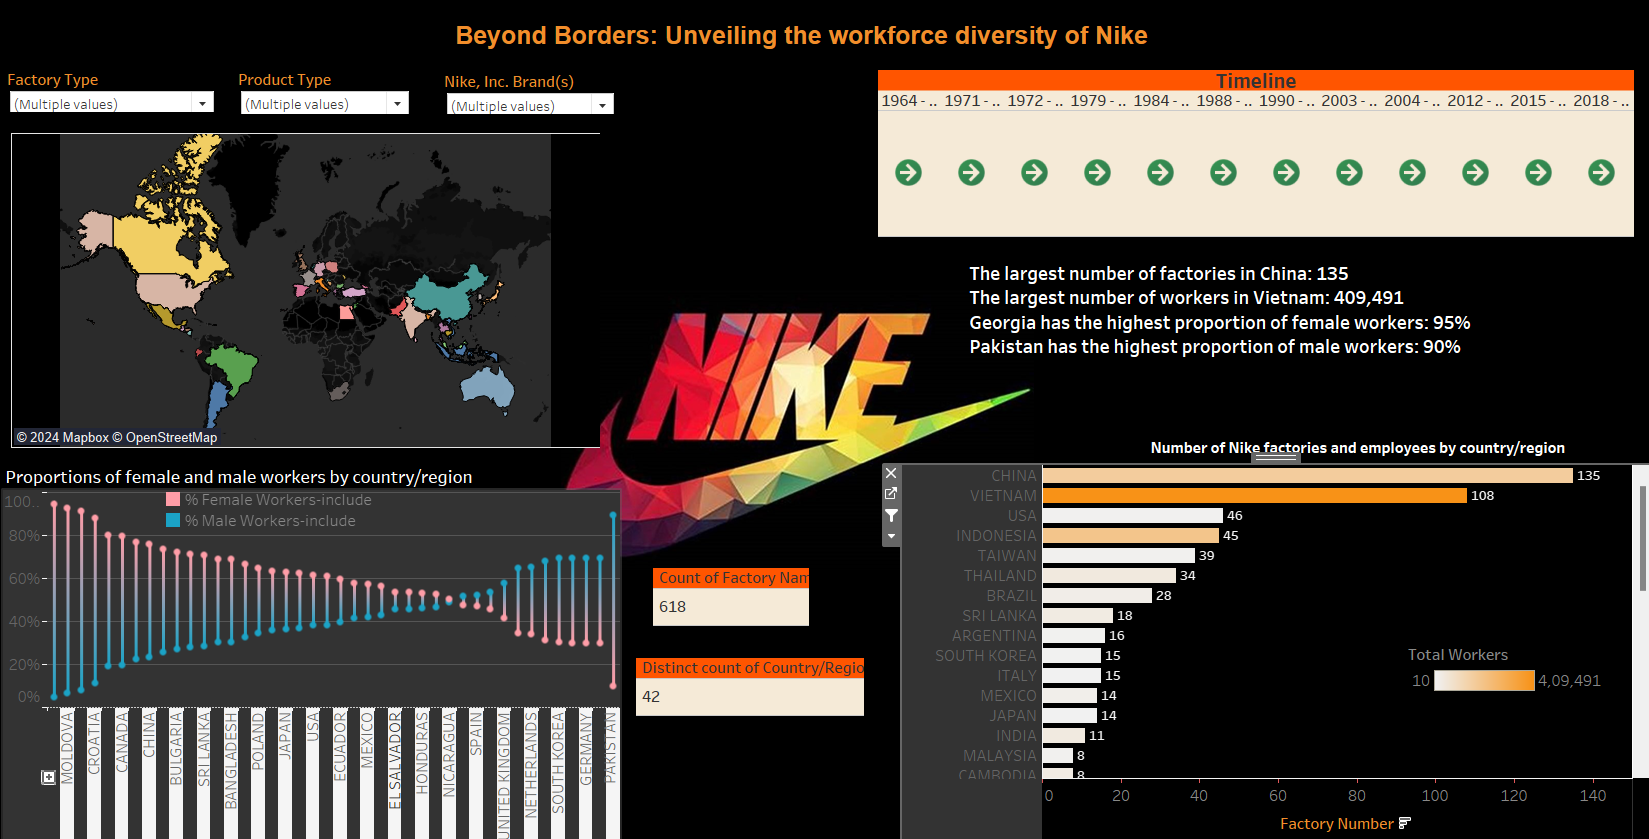 Beyond Borders: Unveiling the workforce diversity of Nike
Factory Type
(Multiple values)
Product Type
(Multiple values)
Nike, Inc. Brand(s)
(Multiple values)
Timeline
1964 - .. 1971 - .. 1972 - .. 1979 - .. 1984 - .. 1988 - .. 1990 - .. 2003 - .. 2004 - .. 2012 - .. 2015 - .. 2018 - ..
© 2024 Mapbox © OpenStreetMap
The largest number of factories in China: 135
The largest number of workers in Vietnam: 409,491
Georgia has the highest proportion of female workers: 95%
Pakistan has the highest proportion of male workers: 90%
NIKE
Proportions of female and male workers by country/region
% Female Workers-include
% Male Workers-include
100..
80%
60%
40%
20%
0%
MOLDOVA
CROATIA
CANADA
CHINA
BULGARIA
SRI LANKA
BANGLADESH
POLAND
JAPAN
USA
ECUADOR
MEXICO
EL SALVADOR
HONDURAS
NICARAGUA
SPAIN
UNITED KINGDOM
NETHERLANDS
SOUTH KOREA
GERMANY
PAKISTAN
Count of Factory Nam
618
Distinct count of Country/Regio
42
Number of Nike factories and employees by country/region
CHINA 135
VIETNAM 108
USA 46
INDONESIA 45
TAIWAN 39
THAILAND 34
BRAZIL 28
SRI LANKA 18
ARGENTINA 16
SOUTH KOREA 15
ITALY 15
MEXICO 14
JAPAN 14
INDIA 11
MALAYSIA 8
CAMBODIA 8
Total Workers
10 4,09,491
0 20 40 60 80 100 120 140
Factory Number